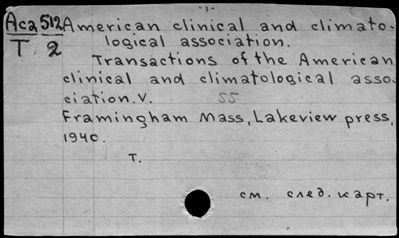 -1-
Aca 512 American clinical and climato-
T 2 logical association.
Transactions of the American
clinical and climatological asso-
ciation. V. 55
Framingham Mass, Lakeview press,
1940.
T.
см. след. карт.